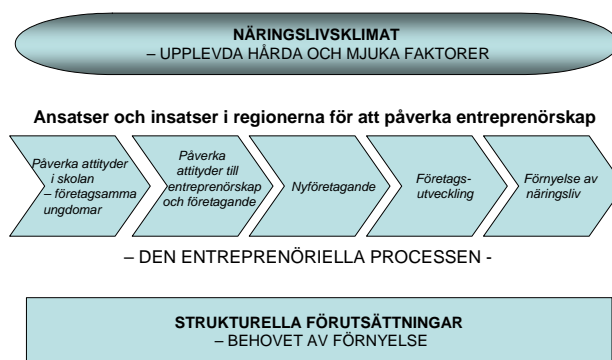 NÄRINGSLIVSKLIMAT
– UPPLEVDA HÅRDA OCH MJUKA FAKTORER
Ansatser och insatser i regionerna för att påverka entreprenörskap
Påverka attityder
i skolan
– företagsamma
ungdomar
Påverka
attityder till
entreprenörskap
och företagande
Nyföretagande
Företags-
utveckling
Förnyelse av
näringsliv
– DEN ENTREPRENÖRIELLA PROCESSEN -
STRUKTURELLA FÖRUTSÄTTNINGAR
– BEHOVET AV FÖRNYELSE